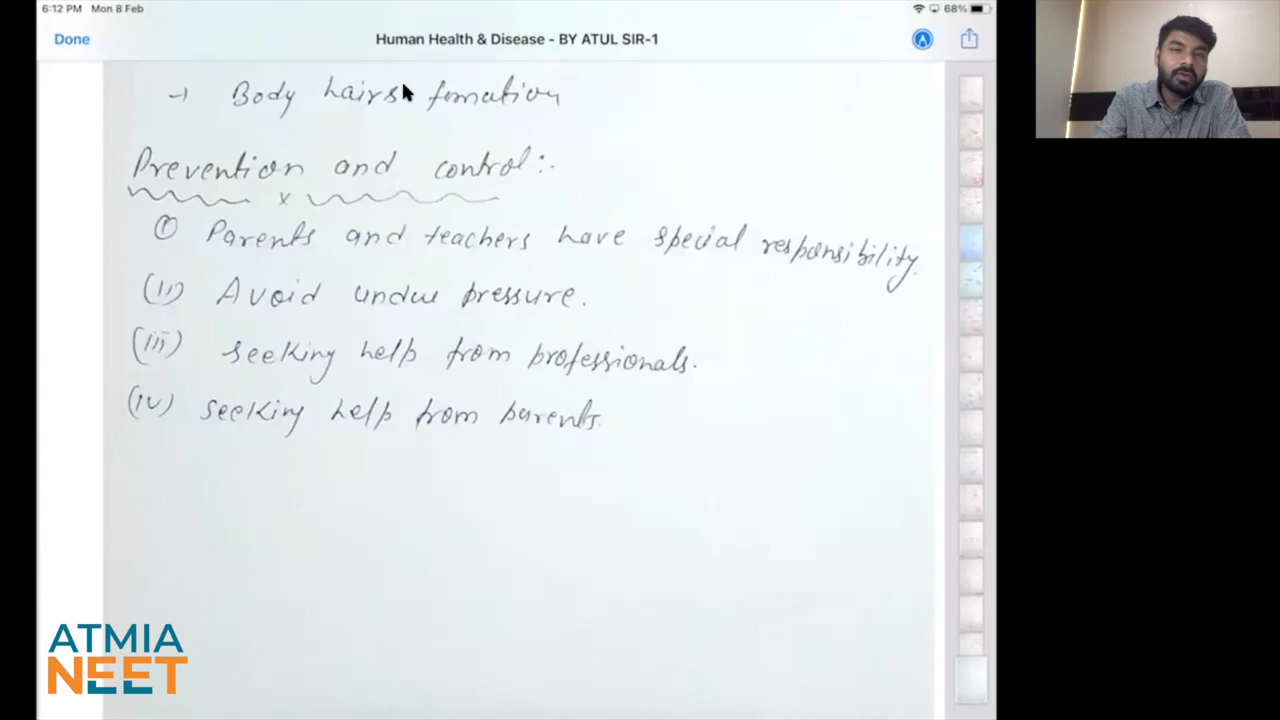 6:12 PM Mon 8 Feb
68%
Done
Human Health & Disease - BY ATUL SIR-1
→ Body hairs formation
Prevention and control:-
(i) Parents and teachers have special responsibility.
(ii) Avoid undue pressure.
(iii) seeking help from professionals.
(iv) seeking help from parents.
ATMIA
NEET